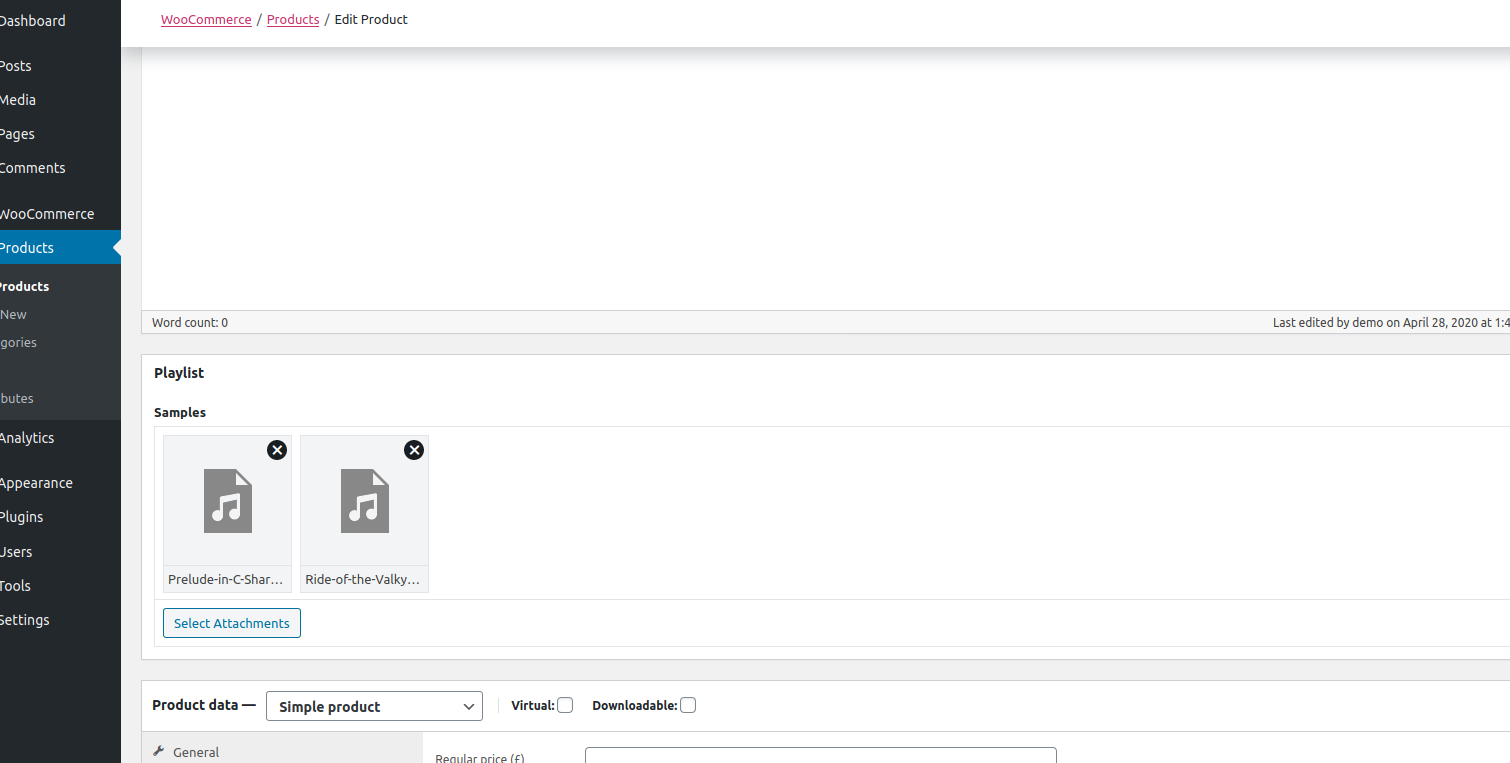 Dashboard
WooCommerce / Products / Edit Product
Posts
Media
Pages
Comments
WooCommerce
Products
Products
New
gories
butes
Analytics
Appearance
Plugins
Users
Tools
Settings
Word count: 0
Last edited by demo on April 28, 2020 at 1:4
Playlist
Samples
Prelude-in-C-Shar...
Ride-of-the-Valky...
Select Attachments
Product data —
Simple product
Virtual:
Downloadable:
General
Regular price (£)